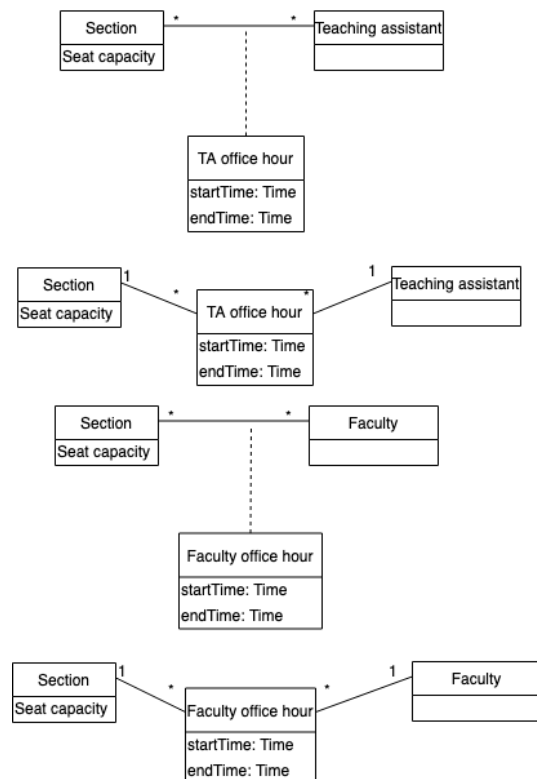 Section * * Teaching assistant
Seat capacity
TA office hour
startTime: Time
endTime: Time
Section 1 * TA office hour * 1 Teaching assistant
Seat capacity
startTime: Time
endTime: Time
Section * * Faculty
Seat capacity
Faculty office hour
startTime: Time
endTime: Time
Section 1 * Faculty office hour * 1 Faculty
Seat capacity
startTime: Time
endTime: Time